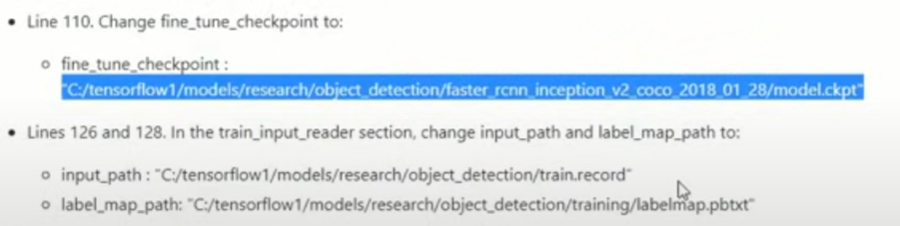 • Line 110. Change fine_tune_checkpoint to:
○ fine_tune_checkpoint :
"C:/tensorflow1/models/research/object_detection/faster_rcnn_inception_v2_coco_2018_01_28/model.ckpt"
• Lines 126 and 128. In the train_input_reader section, change input_path and label_map_path to:
○ input_path : "C:/tensorflow1/models/research/object_detection/train.record"
○ label_map_path: "C:/tensorflow1/models/research/object_detection/training/labelmap.pbtxt"